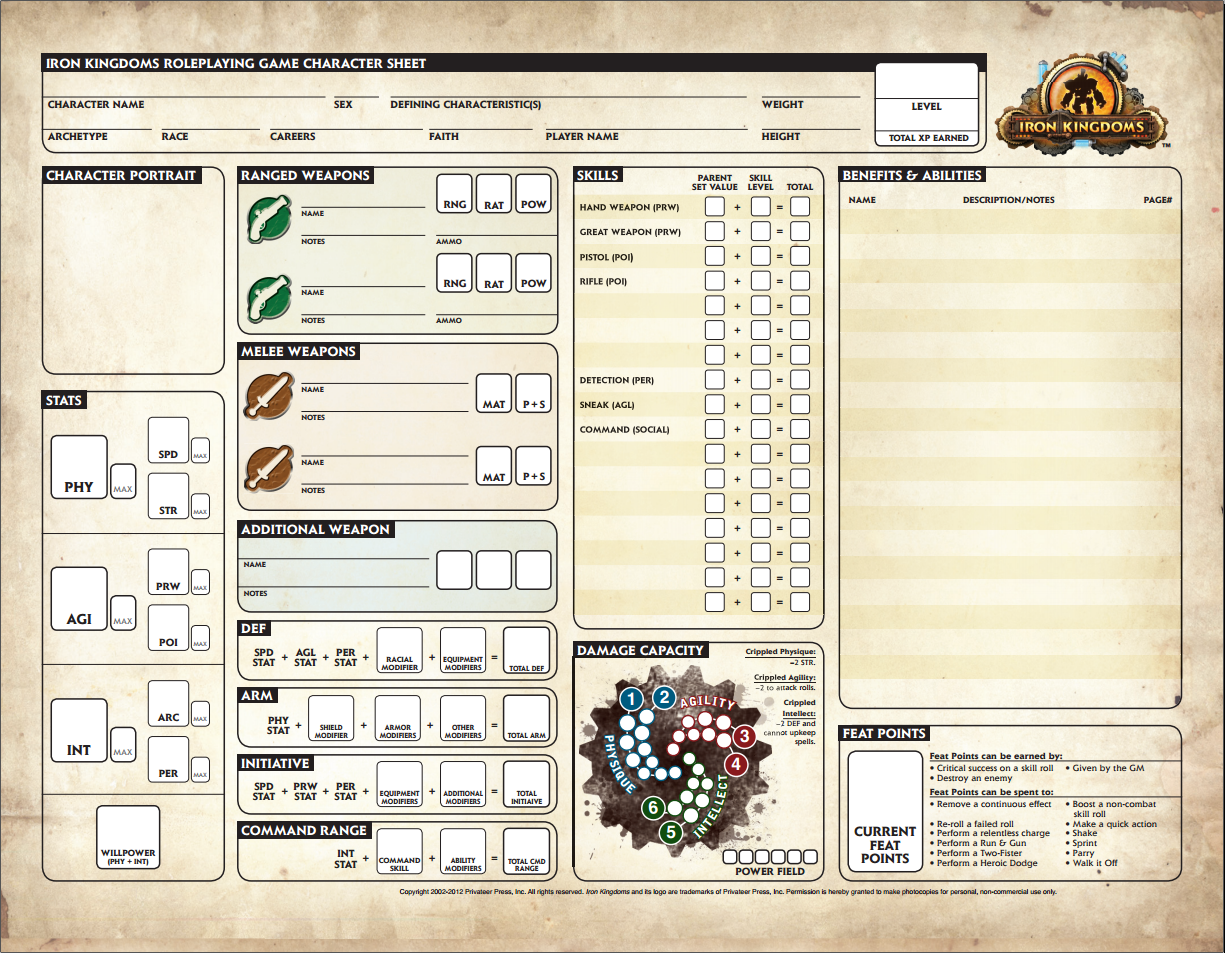 IRON KINGDOMS ROLEPLAYING GAME CHARACTER SHEET
CHARACTER NAME SEX DEFINING CHARACTERISTIC(S) WEIGHT
LEVEL
ARCHETYPE RACE CAREERS FAITH PLAYER NAME HEIGHT
TOTAL XP EARNED
IRON KINGDOMS
TM
CHARACTER PORTRAIT
STATS
PHY MAX
SPD MAX
STR MAX
AGI MAX
PRW MAX
POI MAX
INT MAX
ARC MAX
PER MAX
WILLPOWER
(PHY + INT)
RANGED WEAPONS
RNG RAT POW
NAME
NOTES AMMO
RNG RAT POW
NAME
NOTES AMMO
MELEE WEAPONS
NAME
MAT P + S
NOTES
NAME
MAT P + S
NOTES
ADDITIONAL WEAPON
NAME
NOTES
DEF
SPD STAT + AGL STAT + PER STAT + RACIAL MODIFIER + EQUIPMENT MODIFIERS = TOTAL DEF
ARM
PHY STAT + SHIELD MODIFIER + ARMOR MODIFIERS + OTHER MODIFIERS = TOTAL ARM
INITIATIVE
SPD STAT + PRW STAT + PER STAT + EQUIPMENT MODIFIERS + ADDITIONAL MODIFIERS = TOTAL INITIATIVE
COMMAND RANGE
INT STAT + COMMAND SKILL + ABILITY MODIFIERS = TOTAL CMD RANGE
SKILLS
PARENT SET VALUE SKILL LEVEL TOTAL
HAND WEAPON (PRW) + =
GREAT WEAPON (PRW) + =
PISTOL (POI) + =
RIFLE (POI) + =
+ =
+ =
+ =
DETECTION (PER) + =
SNEAK (AGL) + =
COMMAND (SOCIAL) + =
+ =
+ =
+ =
+ =
+ =
+ =
+ =
DAMAGE CAPACITY
Crippled Physique:
–2 STR.
Crippled Agility:
–2 to attack rolls.
Crippled
Intellect:
–2 DEF and
cannot upkeep
spells.
1 2
AGILITY
3
4
PHYSIQUE
INTELLECT
6
5
POWER FIELD
BENEFITS & ABILITIES
NAME DESCRIPTION/NOTES PAGE#
FEAT POINTS
CURRENT
FEAT
POINTS
Feat Points can be earned by:
• Critical success on a skill roll • Given by the GM
• Destroy an enemy
Feat Points can be spent to:
• Remove a continuous effect • Boost a non-combat
skill roll
• Re-roll a failed roll • Make a quick action
• Perform a relentless charge • Shake
• Perform a Run & Gun • Sprint
• Perform a Two-Fister • Parry
• Perform a Heroic Dodge • Walk it Off
Copyright 2002-2012 Privateer Press, Inc. All rights reserved. Iron Kingdoms and its logo are trademarks of Privateer Press, Inc. Permission is hereby granted to make photocopies for personal, non-commercial use only.